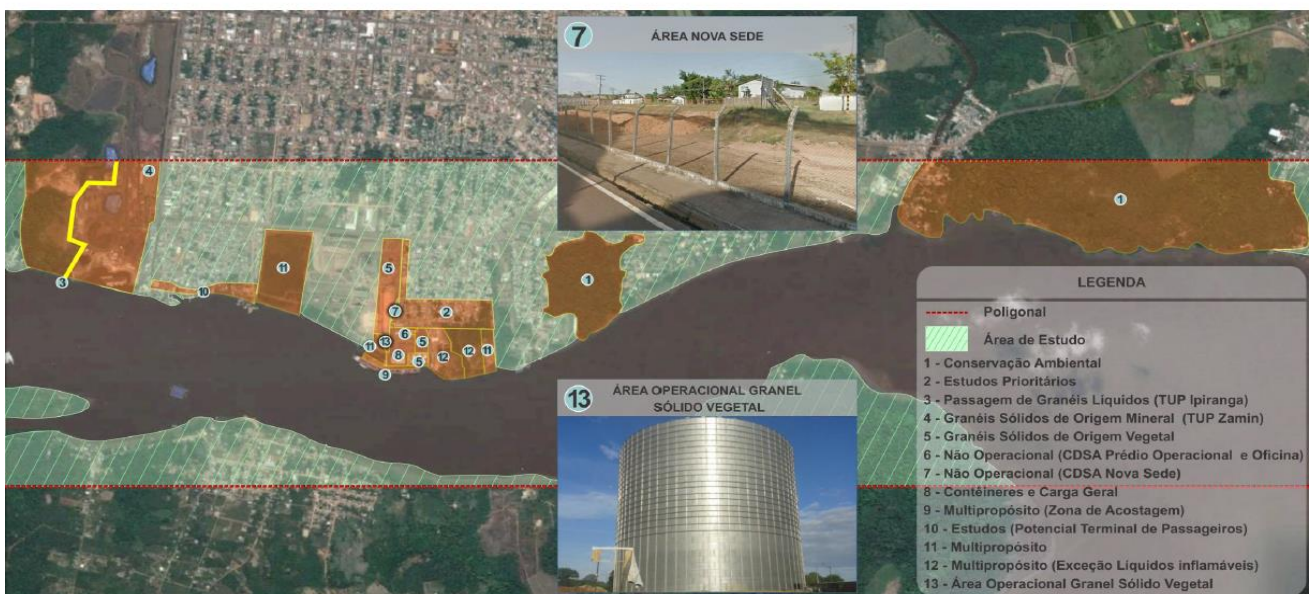 7
ÁREA NOVA SEDE
4
1
3
10
11
5
7
2
1
6
5
11
13
8
5
12
12
11
9
13
ÁREA OPERACIONAL GRANEL
SÓLIDO VEGETAL
LEGENDA
Poligonal
Área de Estudo
1 - Conservação Ambiental
2 - Estudos Prioritários
3 - Passagem de Granéis Líquidos (TUP Ipiranga)
4 - Granéis Sólidos de Origem Mineral (TUP Zamin)
5 - Granéis Sólidos de Origem Vegetal
6 - Não Operacional (CDSA Prédio Operacional e Oficina)
7 - Não Operacional (CDSA Nova Sede)
8 - Contêineres e Carga Geral
9 - Multipropósito (Zona de Acostagem)
10 - Estudos (Potencial Terminal de Passageiros)
11 - Multipropósito
12 - Multipropósito (Exceção Líquidos inflamáveis)
13 - Área Operacional Granel Sólido Vegetal